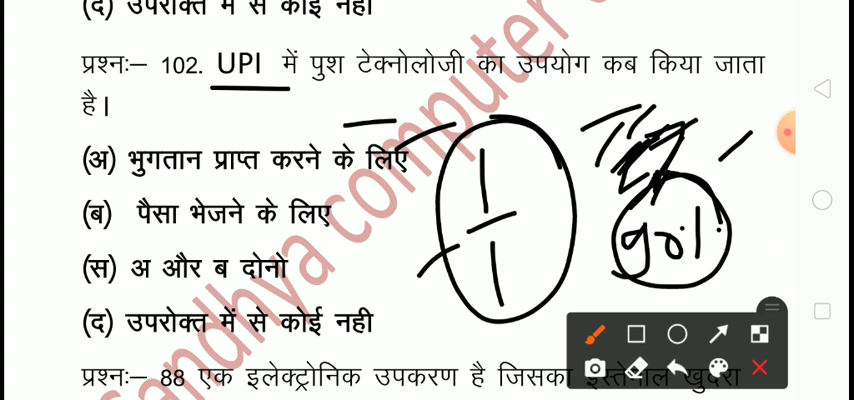 (द) उपरोक्त में से कोई नही
प्रश्नः– 102. UPI में पुश टेक्नोलोजी का उपयोग कब किया जाता
है।
(अ) भुगतान प्राप्त करने के लिए
(ब) पैसा भेजने के लिए
(स) अ और ब दोनो
(द) उपरोक्त में से कोई नही
प्रश्नः– 88 एक इलेक्ट्रोनिक उपकरण है जिसका इस्तेमाल खुदरा
Sandhya computer